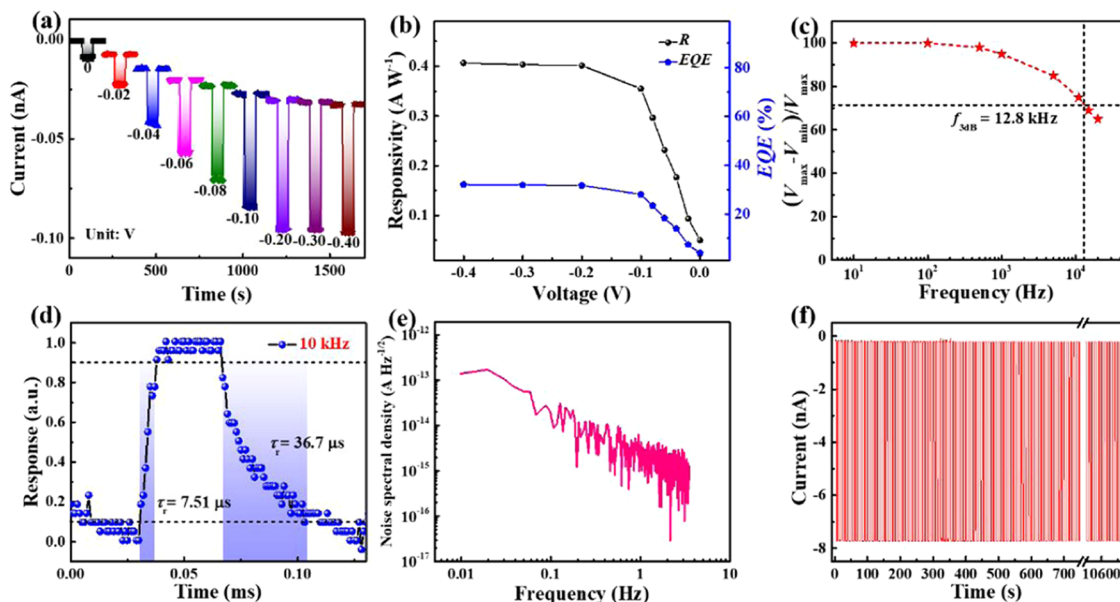 (a)
0.00
-0.05
-0.10
Current (nA)
0
-0.02
-0.04
-0.06
-0.08
-0.10
-0.20
-0.30
-0.40
Unit: V
0
500
1000
1500
Time (s)
(b)
R
EQE
0.4
0.3
0.2
0.1
Responsivity (A W⁻¹)
80
60
40
20
EQE (%)
-0.4
-0.3
-0.2
-0.1
0.0
Voltage (V)
(c)
100
80
60
40
20
0
(Vmax-Vmin)/Vmax
f3dB = 12.8 kHz
10¹
10²
10³
10⁴
Frequency (Hz)
(d)
10 kHz
1.0
0.8
0.6
0.4
0.2
0.0
Response (a.u.)
τr = 36.7 μs
τr = 7.51 μs
0.00
0.05
0.10
Time (ms)
(e)
10⁻¹²
10⁻¹³
10⁻¹⁴
10⁻¹⁵
10⁻¹⁶
10⁻¹⁷
Noise spectral density (A Hz⁻¹/²)
0.01
0.1
1
10
Frequency (Hz)
(f)
0
-2
-4
-6
-8
Current (nA)
0 100 200 300 400 500 600 700 10600
Time (s)